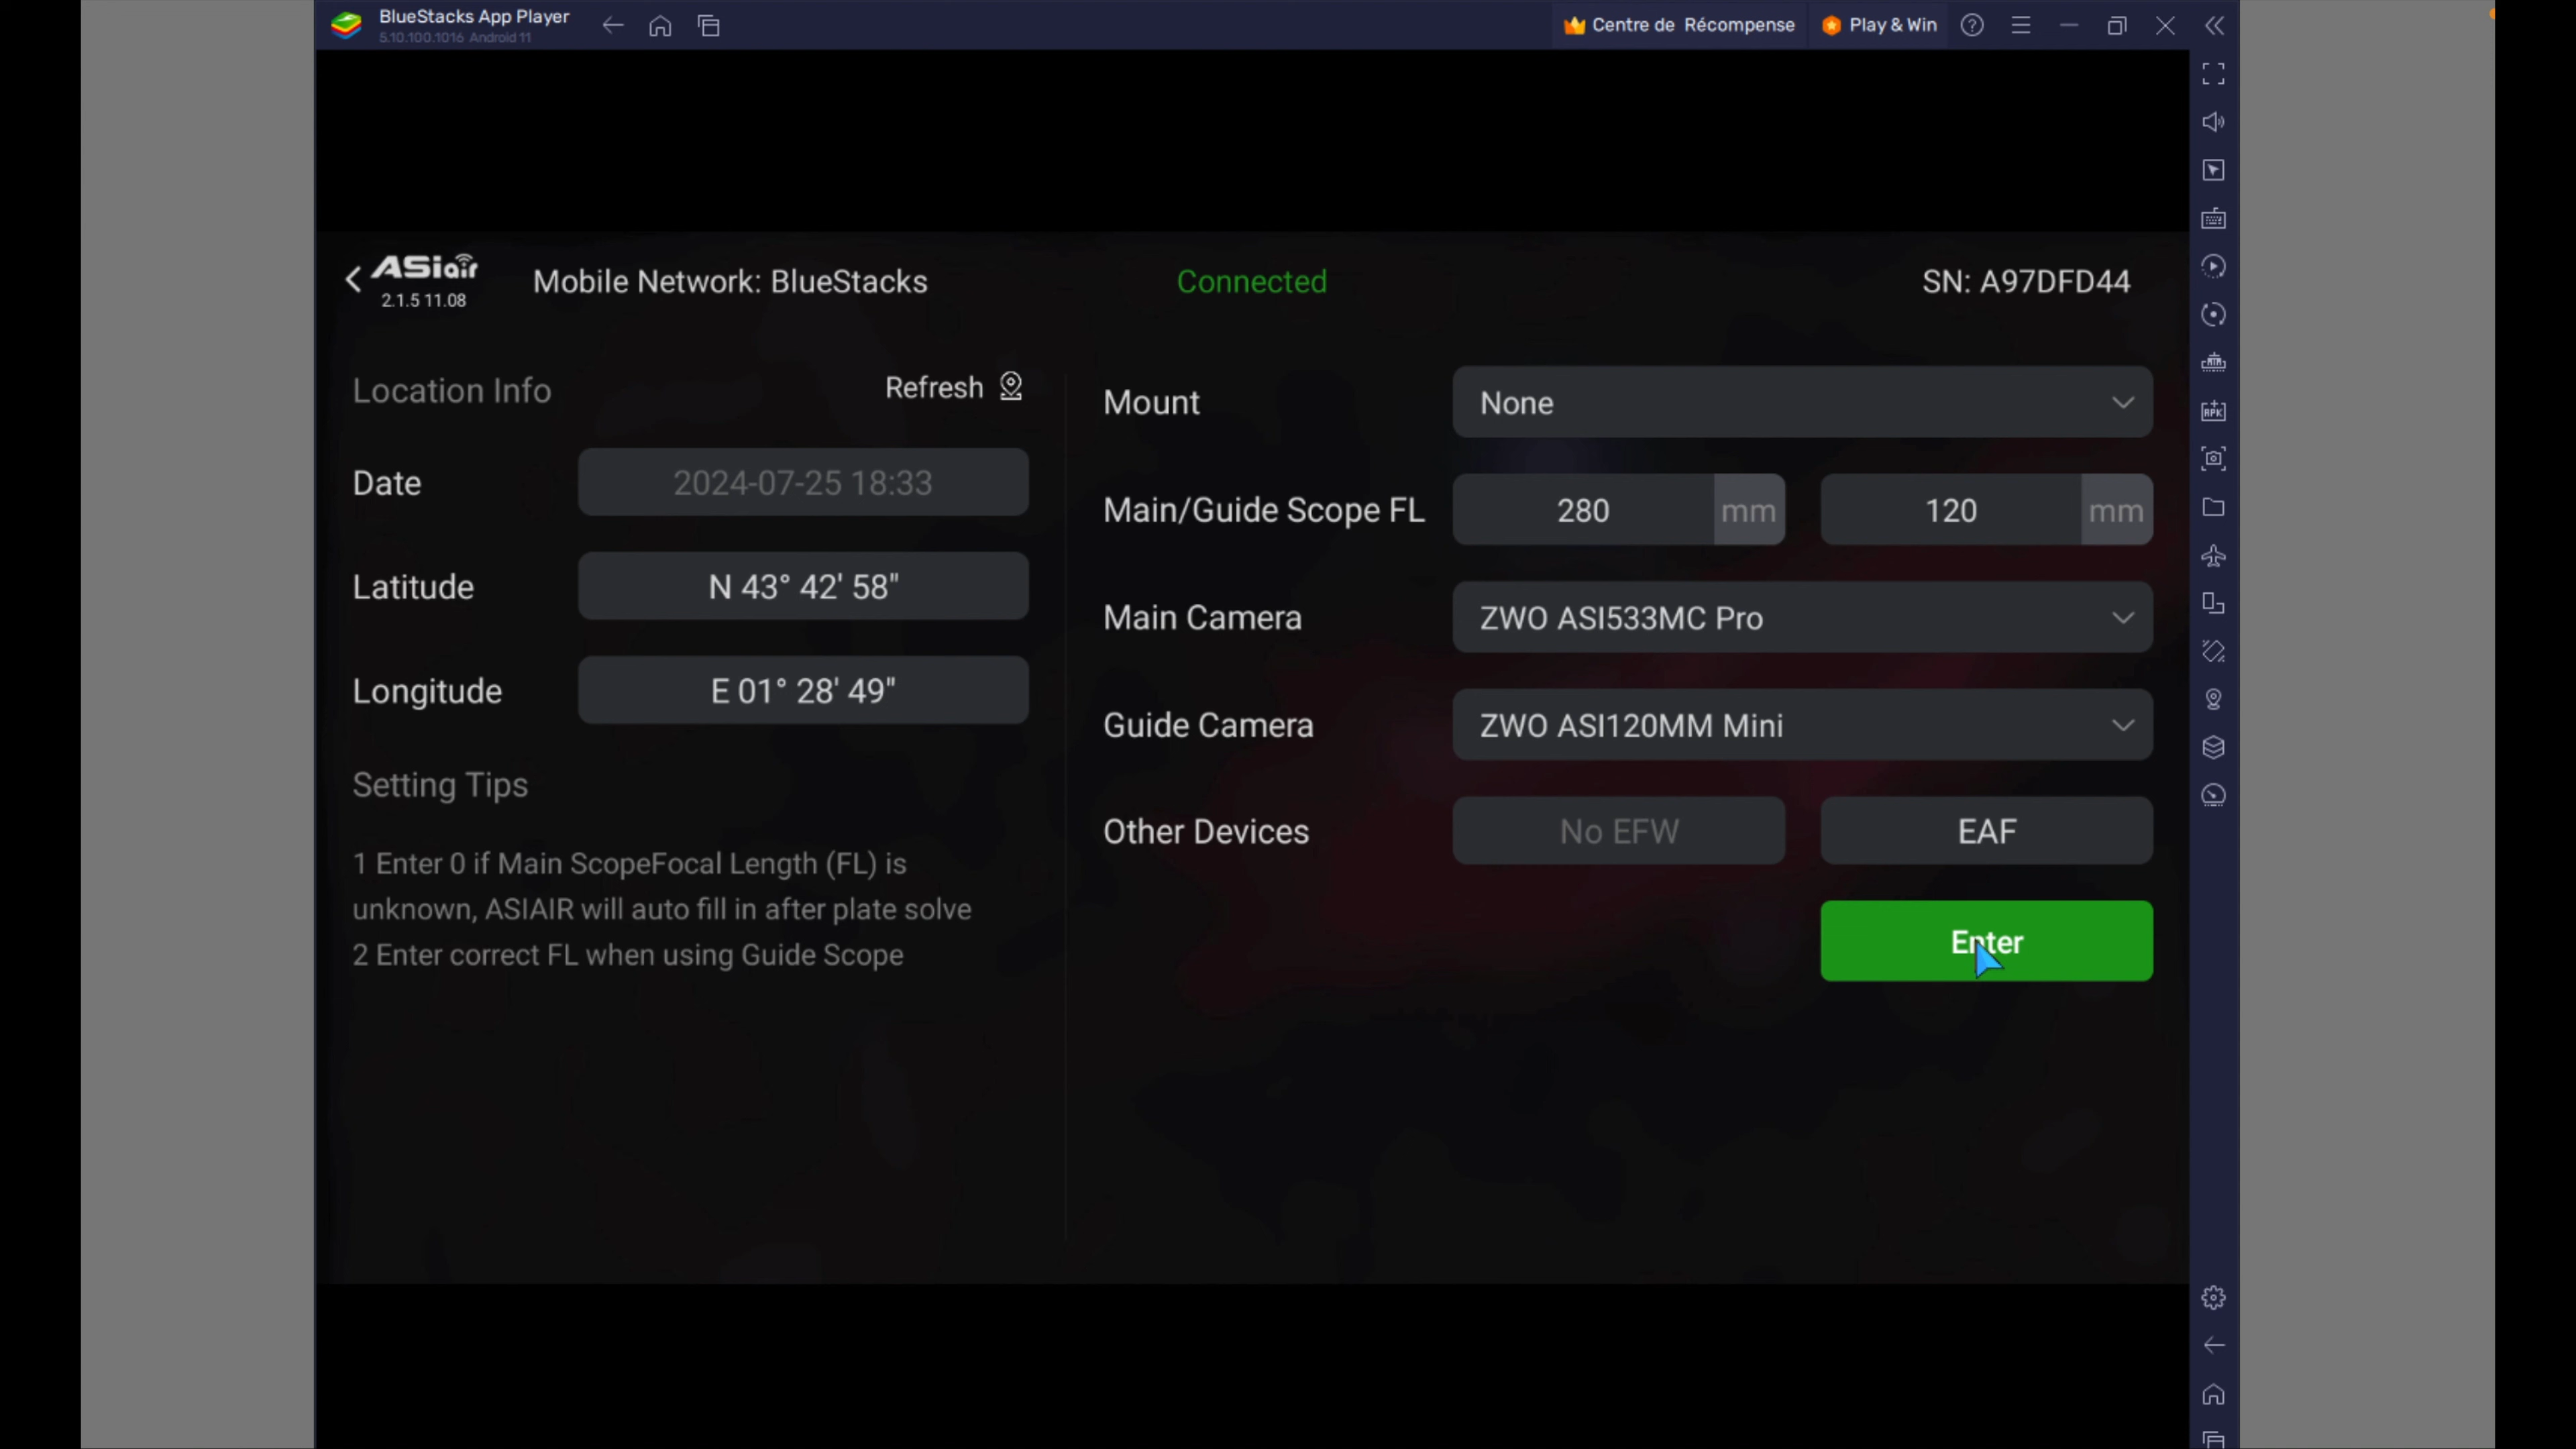 BlueStacks App Player
5.10.100.1016 Android 11
Centre de Récompense
Play & Win
ASiair
2.1.5 11.08
Mobile Network: BlueStacks
Connected
SN: A97DFD44
Location Info
Refresh
Date
2024-07-25 18:33
Latitude
N 43° 42' 58"
Longitude
E 01° 28' 49"
Setting Tips
1 Enter 0 if Main ScopeFocal Length (FL) is
unknown, ASIAIR will auto fill in after plate solve
2 Enter correct FL when using Guide Scope
Mount
None
Main/Guide Scope FL
280 mm 120 mm
Main Camera
ZWO ASI533MC Pro
Guide Camera
ZWO ASI120MM Mini
Other Devices
No EFW
EAF
Enter
APK